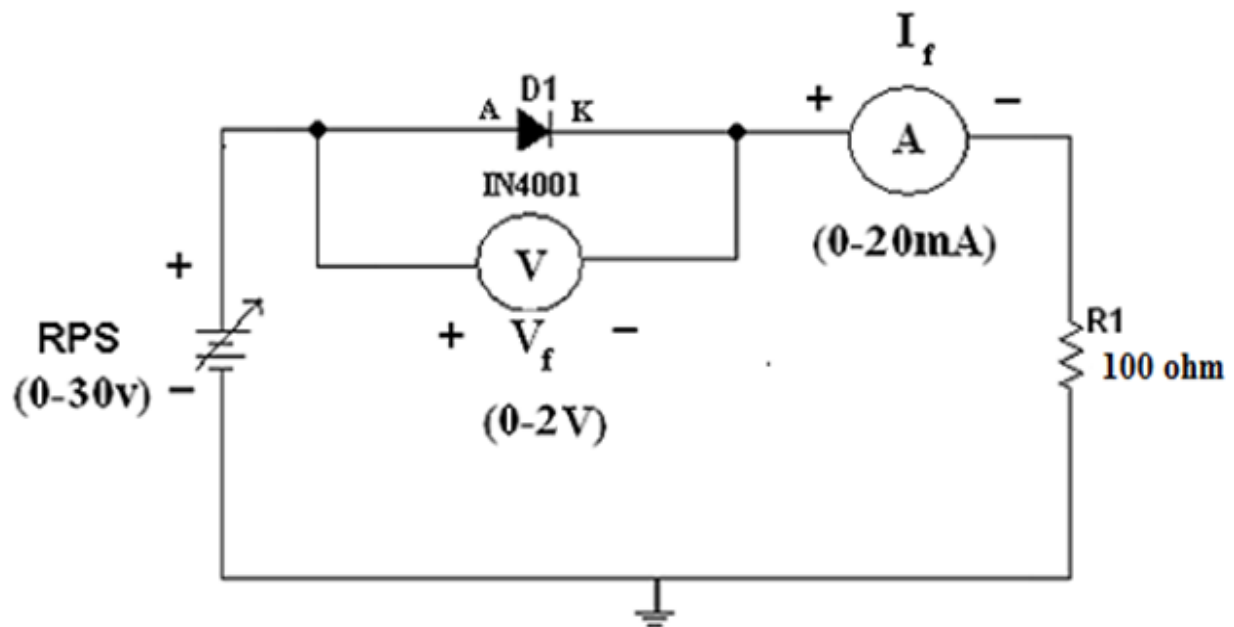 I f
D1
A K
+ −
A
IN4001
(0-20mA)
V
+
+ V f −
R1
RPS
100 ohm
(0-30v) −
(0-2V)